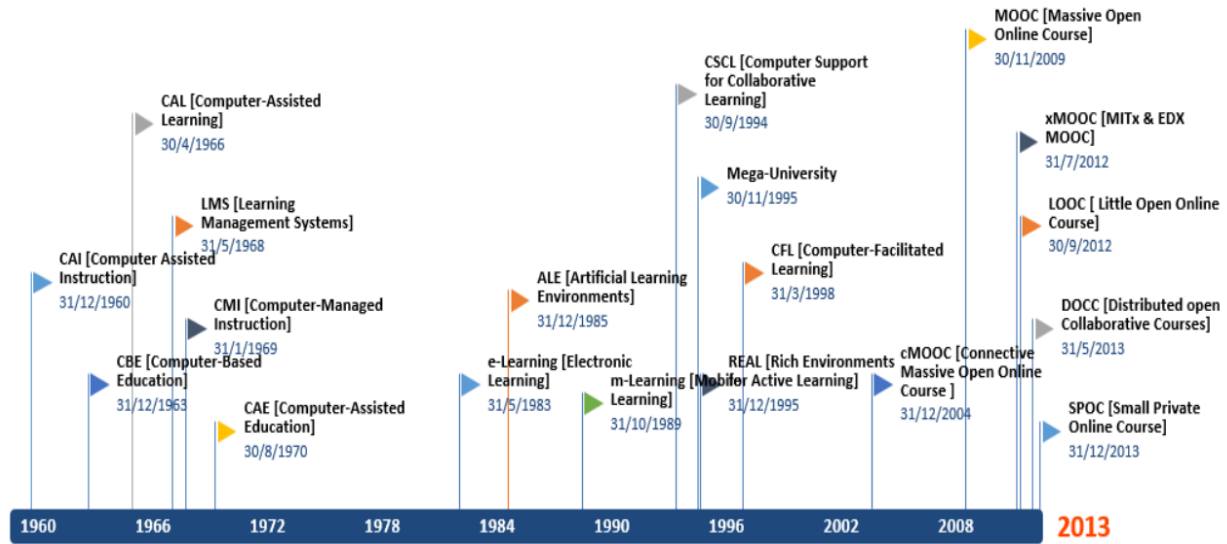 MOOC [Massive Open
Online Course]
30/11/2009
CSCL [Computer Support
for Collaborative
Learning]
30/9/1994
CAL [Computer-Assisted
Learning]
30/4/1966
xMOOC [MITx & EDX
MOOC]
31/7/2012
Mega-University
30/11/1995
LMS [Learning
Management Systems]
31/5/1968
LOOC [ Little Open Online
Course]
30/9/2012
CFL [Computer-Facilitated
Learning]
31/3/1998
CAI [Computer Assisted
Instruction]
31/12/1960
ALE [Artificial Learning
Environments]
31/12/1985
CMI [Computer-Managed
Instruction]
31/1/1969
DOCC [Distributed open
Collaborative Courses]
31/5/2013
CBE [Computer-Based
Education]
31/12/1963
e-Learning [Electronic
Learning]
31/5/1983
m-Learning [Mobile
Learning]
31/10/1989
REAL [Rich Environments
for Active Learning]
31/12/1995
cMOOC [Connective
Massive Open Online
Course ]
31/12/2004
CAE [Computer-Assisted
Education]
30/8/1970
SPOC [Small Private
Online Course]
31/12/2013
1960 1966 1972 1978 1984 1990 1996 2002 2008 2013